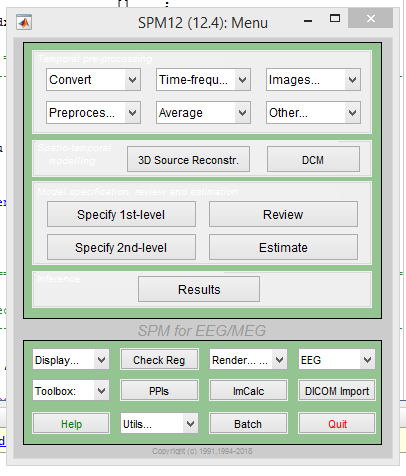 SPM12 (12.4): Menu
Temporal pre-processing
Convert Time-frequ... Images...
Preproces... Average Other...
Spatio-temporal
modelling
3D Source Reconstr. DCM
Model specification, review and estimation
Specify 1st-level Review
Specify 2nd-level Estimate
Inference
Results
SPM for EEG/MEG
Display... Check Reg Render... ... EEG
Toolbox: PPIs ImCalc DICOM Import
Help Utils... Batch Quit
Copyright (c) 1991,1994-2018